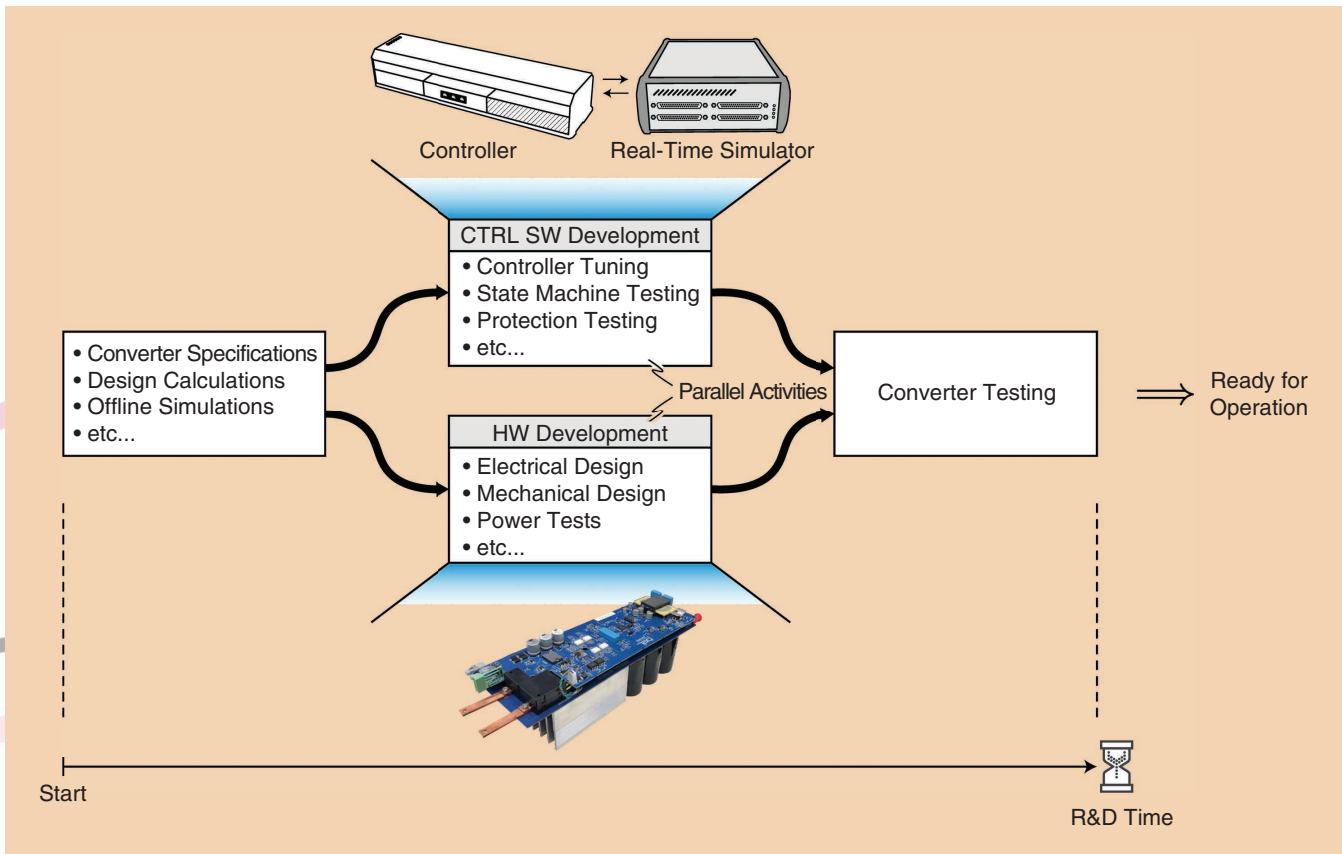 Controller
Real-Time Simulator
CTRL SW Development
• Controller Tuning
• State Machine Testing
• Protection Testing
• etc...
• Converter Specifications
• Design Calculations
• Offline Simulations
• etc...
Parallel Activities
HW Development
• Electrical Design
• Mechanical Design
• Power Tests
• etc...
Converter Testing
Ready for
Operation
Start
R&D Time